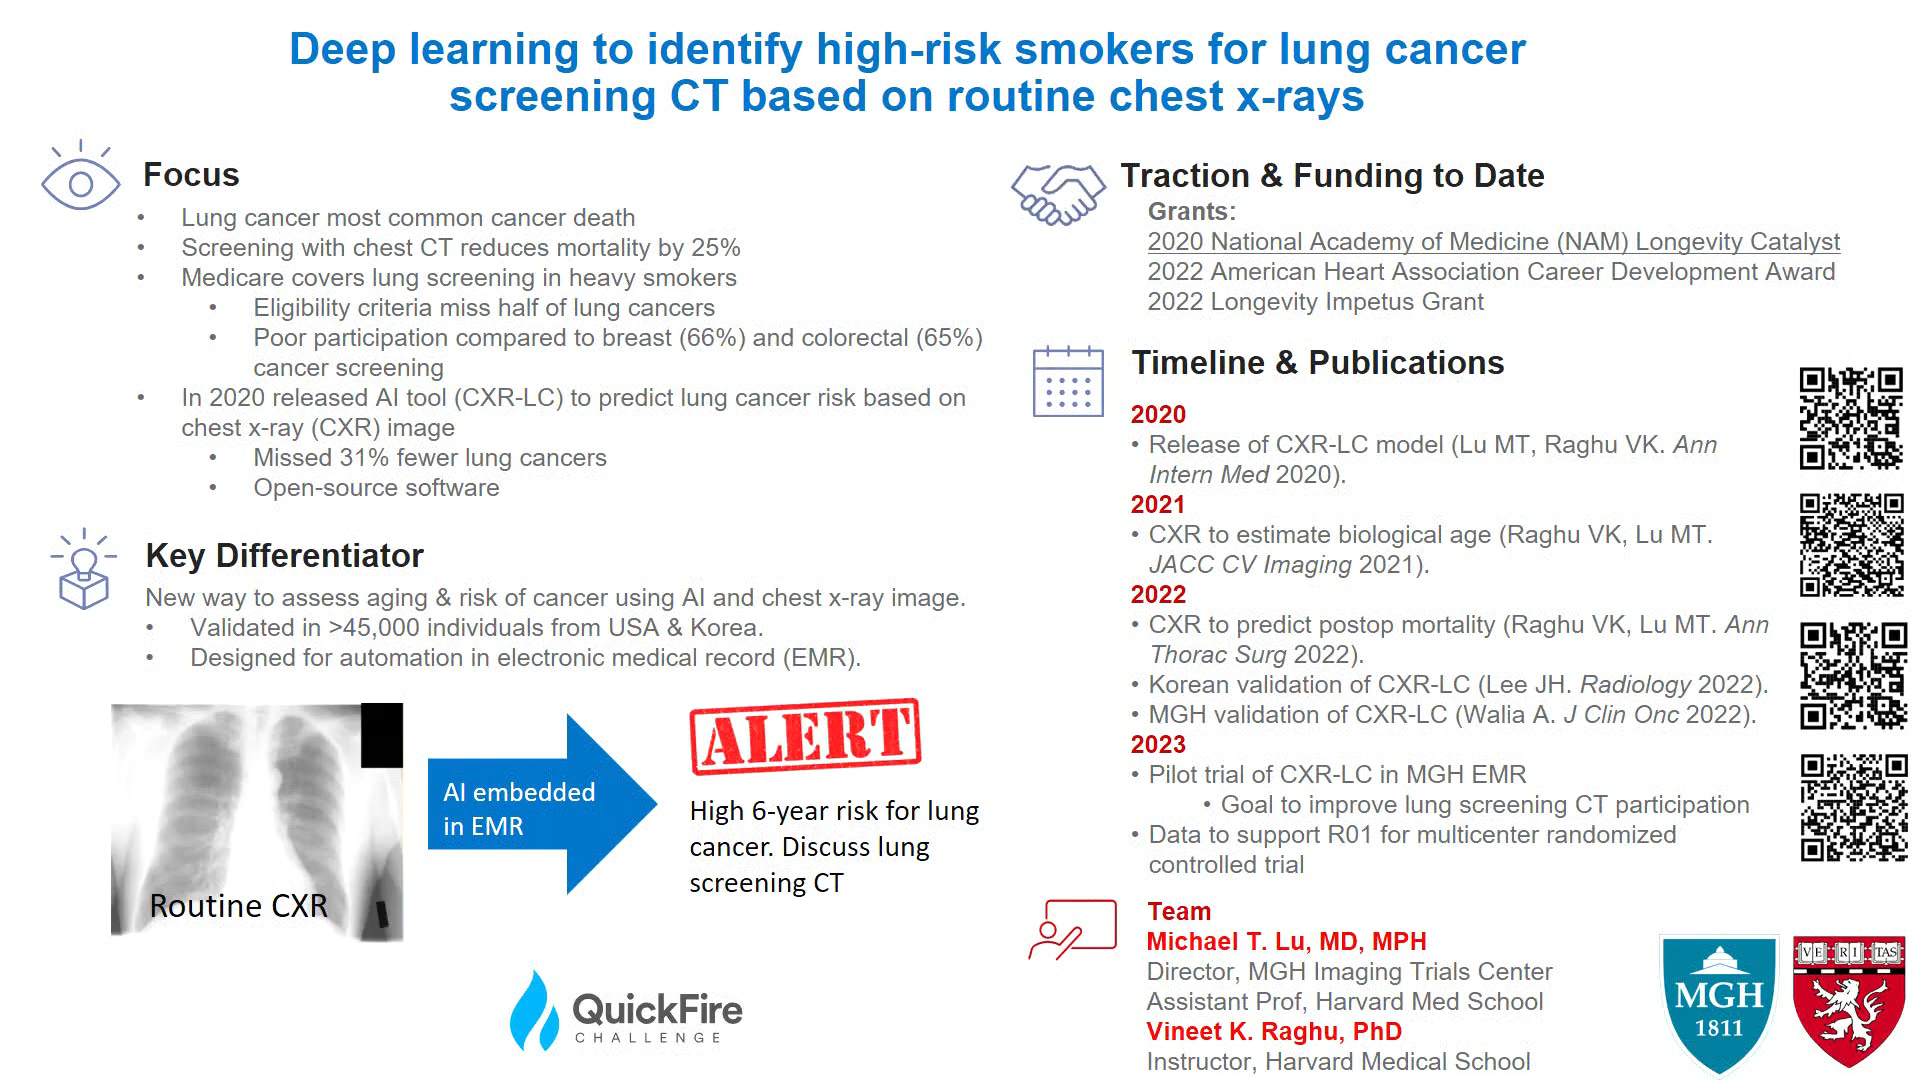 Deep learning to identify high-risk smokers for lung cancer
screening CT based on routine chest x-rays
Focus
• Lung cancer most common cancer death
• Screening with chest CT reduces mortality by 25%
• Medicare covers lung screening in heavy smokers
• Eligibility criteria miss half of lung cancers
• Poor participation compared to breast (66%) and colorectal (65%)
cancer screening
• In 2020 released AI tool (CXR-LC) to predict lung cancer risk based on
chest x-ray (CXR) image
• Missed 31% fewer lung cancers
• Open-source software
Key Differentiator
New way to assess aging & risk of cancer using AI and chest x-ray image.
• Validated in >45,000 individuals from USA & Korea.
• Designed for automation in electronic medical record (EMR).
Routine CXR
AI embedded
in EMR
ALERT
High 6-year risk for lung
cancer. Discuss lung
screening CT
QuickFire
CHALLENGE
Traction & Funding to Date
Grants:
2020 National Academy of Medicine (NAM) Longevity Catalyst
2022 American Heart Association Career Development Award
2022 Longevity Impetus Grant
Timeline & Publications
2020
• Release of CXR-LC model (Lu MT, Raghu VK. Ann
Intern Med 2020).
2021
• CXR to estimate biological age (Raghu VK, Lu MT.
JACC CV Imaging 2021).
2022
• CXR to predict postop mortality (Raghu VK, Lu MT. Ann
Thorac Surg 2022).
• Korean validation of CXR-LC (Lee JH. Radiology 2022).
• MGH validation of CXR-LC (Walia A. J Clin Onc 2022).
2023
• Pilot trial of CXR-LC in MGH EMR
• Goal to improve lung screening CT participation
• Data to support R01 for multicenter randomized
controlled trial
Team
Michael T. Lu, MD, MPH
Director, MGH Imaging Trials Center
Assistant Prof, Harvard Med School
Vineet K. Raghu, PhD
Instructor, Harvard Medical School
MGH
1811
VE RI TAS